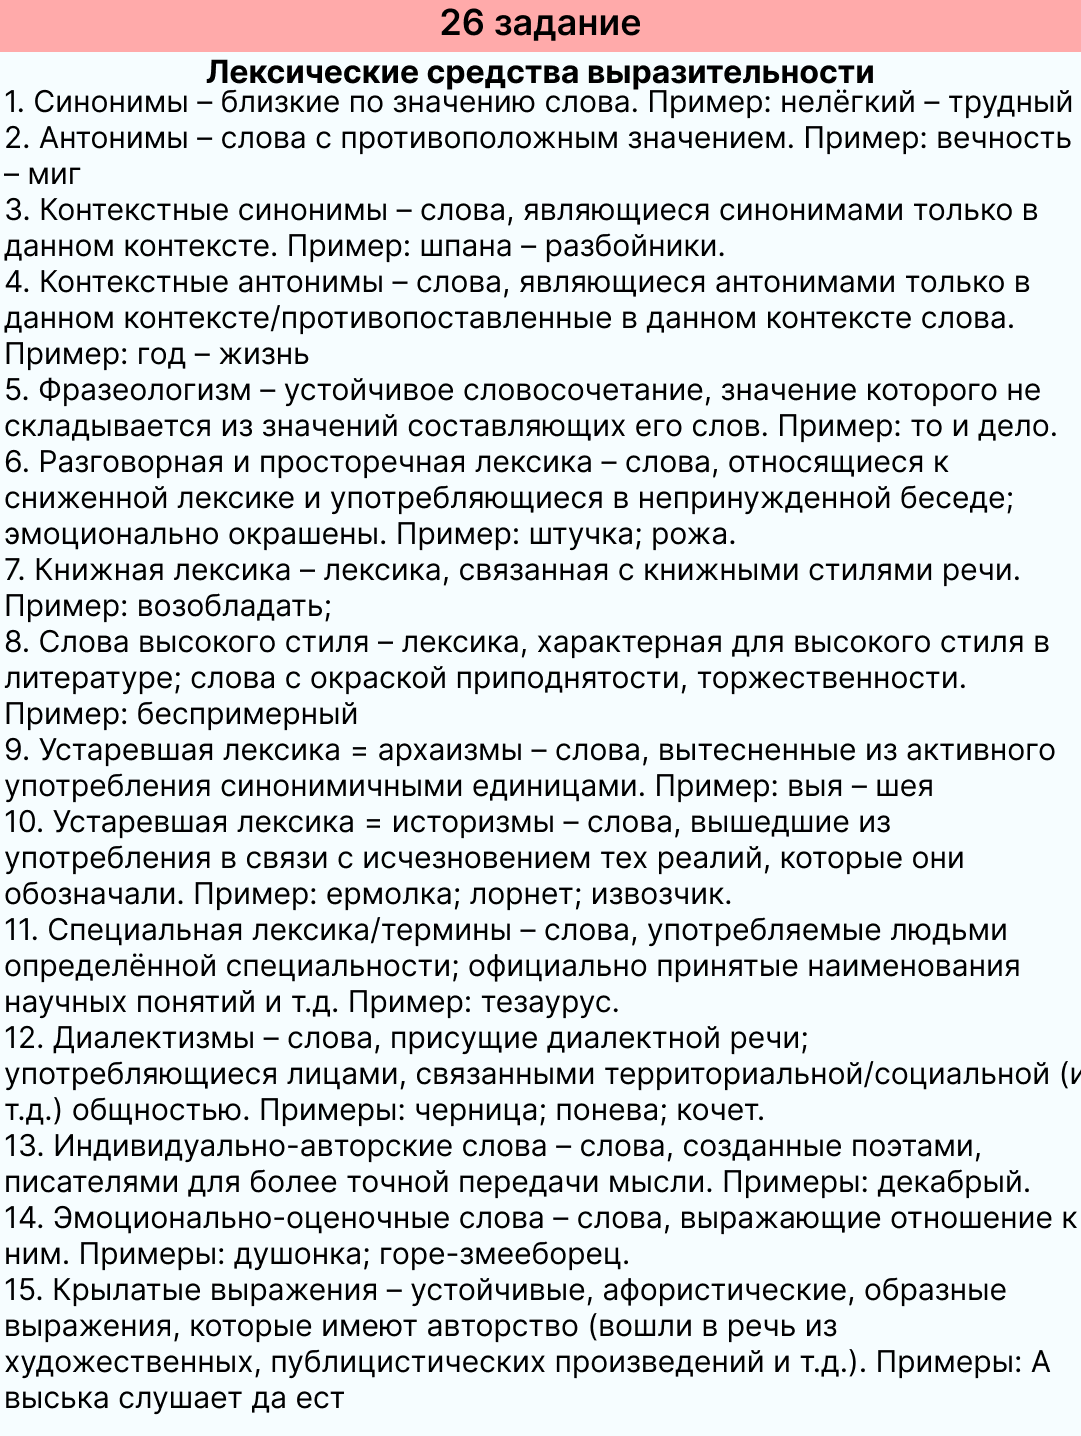 26 задание
Лексические средства выразительности
1. Синонимы – близкие по значению слова. Пример: нелёгкий – трудный
2. Антонимы – слова с противоположным значением. Пример: вечность
– миг
3. Контекстные синонимы – слова, являющиеся синонимами только в
данном контексте. Пример: шпана – разбойники.
4. Контекстные антонимы – слова, являющиеся антонимами только в
данном контексте/противопоставленные в данном контексте слова.
Пример: год – жизнь
5. Фразеологизм – устойчивое словосочетание, значение которого не
складывается из значений составляющих его слов. Пример: то и дело.
6. Разговорная и просторечная лексика – слова, относящиеся к
сниженной лексике и употребляющиеся в непринужденной беседе;
эмоционально окрашены. Пример: штучка; рожа.
7. Книжная лексика – лексика, связанная с книжными стилями речи.
Пример: возобладать;
8. Слова высокого стиля – лексика, характерная для высокого стиля в
литературе; слова с окраской приподнятости, торжественности.
Пример: беспримерный
9. Устаревшая лексика = архаизмы – слова, вытесненные из активного
употребления синонимичными единицами. Пример: выя – шея
10. Устаревшая лексика = историзмы – слова, вышедшие из
употребления в связи с исчезновением тех реалий, которые они
обозначали. Пример: ермолка; лорнет; извозчик.
11. Специальная лексика/термины – слова, употребляемые людьми
определённой специальности; официально принятые наименования
научных понятий и т.д. Пример: тезаурус.
12. Диалектизмы – слова, присущие диалектной речи;
употребляющиеся лицами, связанными территориальной/социальной (и
т.д.) общностью. Примеры: черница; понева; кочет.
13. Индивидуально-авторские слова – слова, созданные поэтами,
писателями для более точной передачи мысли. Примеры: декабрый.
14. Эмоционально-оценочные слова – слова, выражающие отношение к
ним. Примеры: душонка; горе-змееборец.
15. Крылатые выражения – устойчивые, афористические, образные
выражения, которые имеют авторство (вошли в речь из
художественных, публицистических произведений и т.д.). Примеры: А
выська слушает да ест